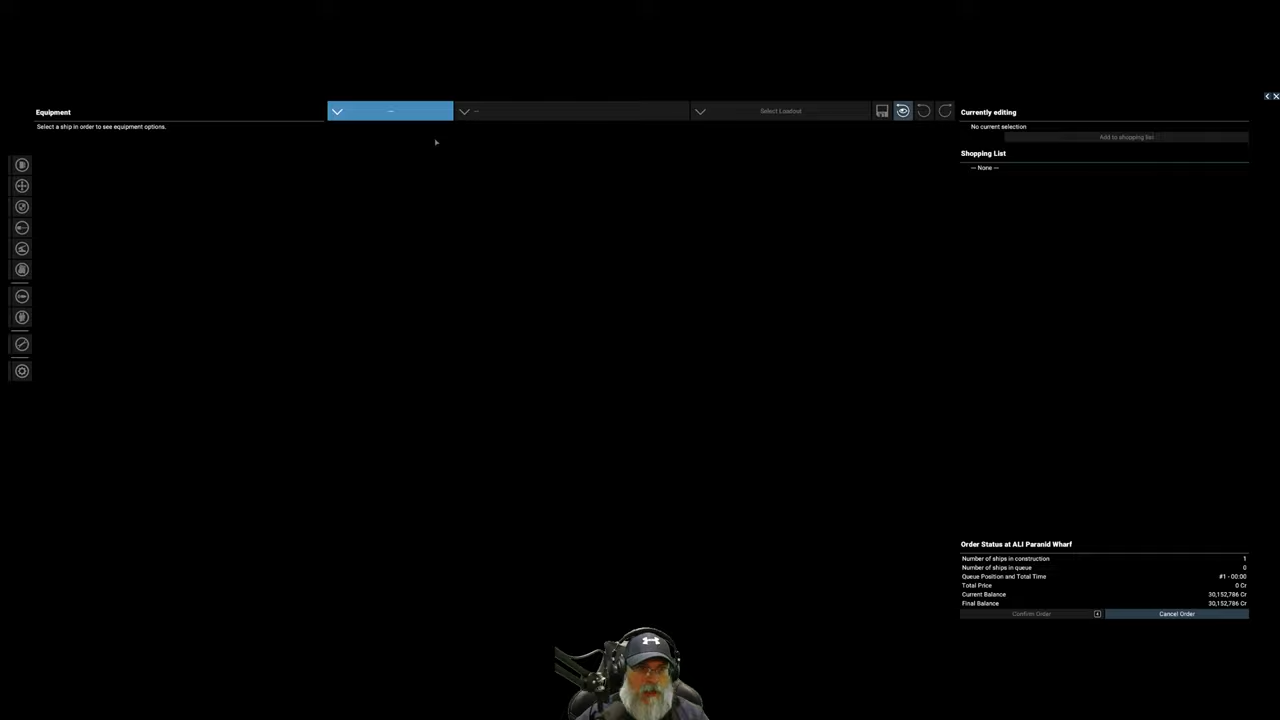 Equipment
Select a ship in order to see equipment options.
Select Loadout
Currently editing
No current selection
Add to shopping list
Shopping List
— None —
Order Status at ALI Paranid Wharf
Number of ships in construction 1
Number of ships in queue 0
Queue Position and Total Time #1 - 00:00
Total Price 0 Cr
Current Balance 30,152,786 Cr
Final Balance 30,152,786 Cr
Confirm Order
Cancel Order